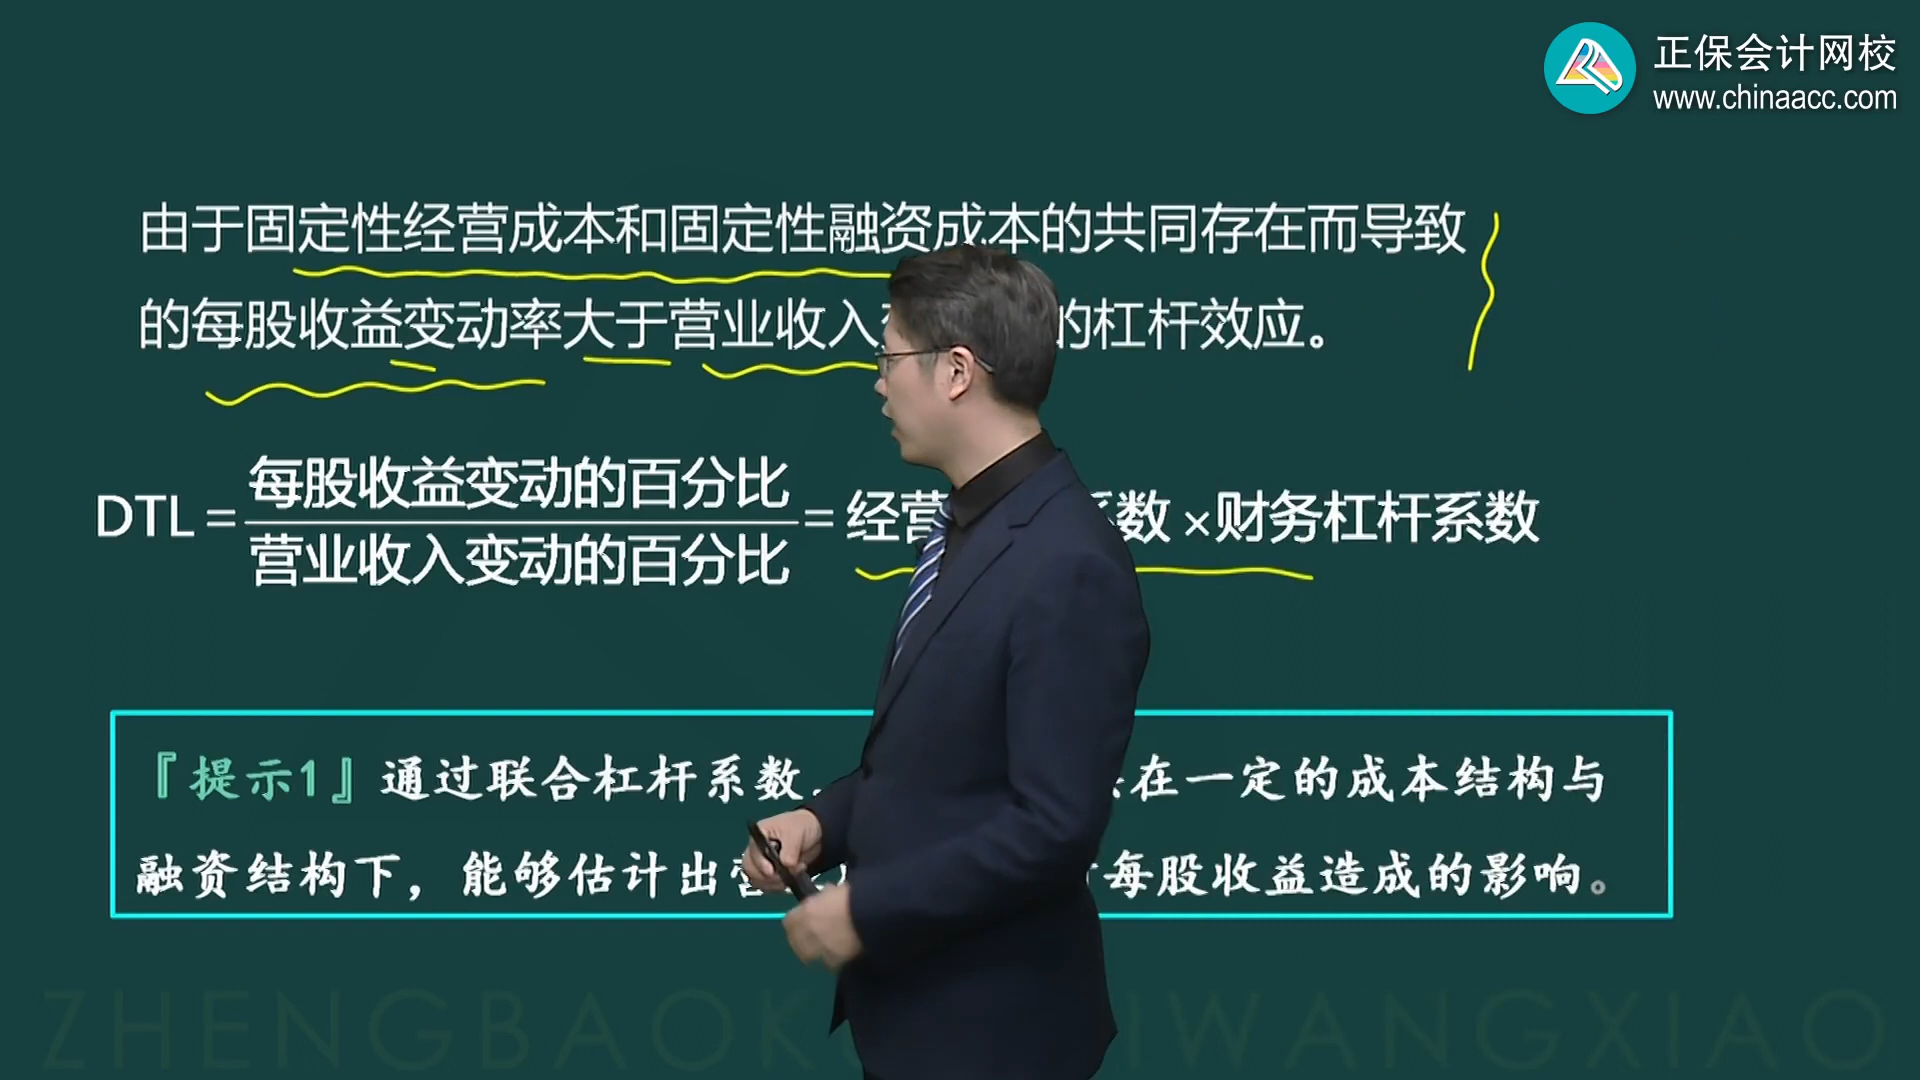 正保会计网校
www.chinaacc.com
由于固定性经营成本和固定性融资成本的共同存在而导致
的每股收益变动率大于营业收入 的杠杆效应。
DTL = 每股收益变动的百分比 = 经营 系数 ×财务杠杆系数
营业收入变动的百分比
『提示1』通过联合杠杆系数 在一定的成本结构与
融资结构下，能够估计出营 每股收益造成的影响。
ZHENGBAOK IWANGXIAO